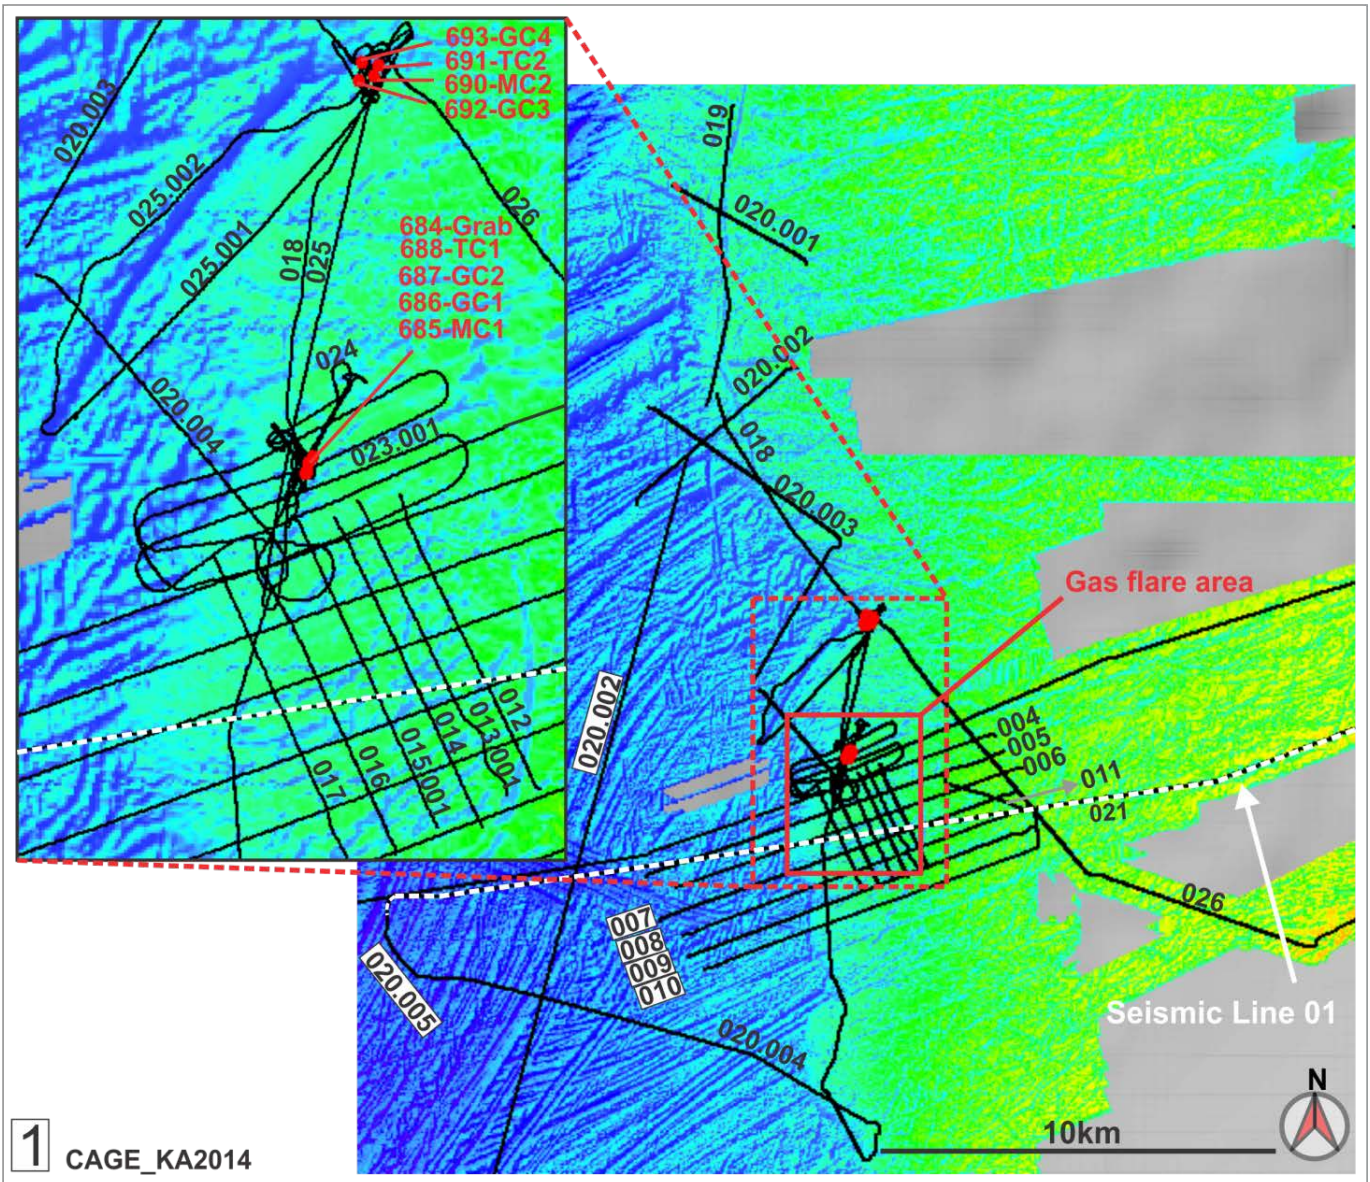 693-GC4
691-TC2
690-MC2
692-GC3
020.003
025.002
025.001
018
025
026
684-Grab
688-TC1
687-GC2
686-GC1
685-MC1
024
020.004
023.001
012
013.001
014
015.001
016
017
019
020.001
020.002
018
020.003
Gas flare area
020.002
004
005
006
011
021
026
007
008
009
010
020.005
020.004
Seismic Line 01
N
10km
1 CAGE_KA2014